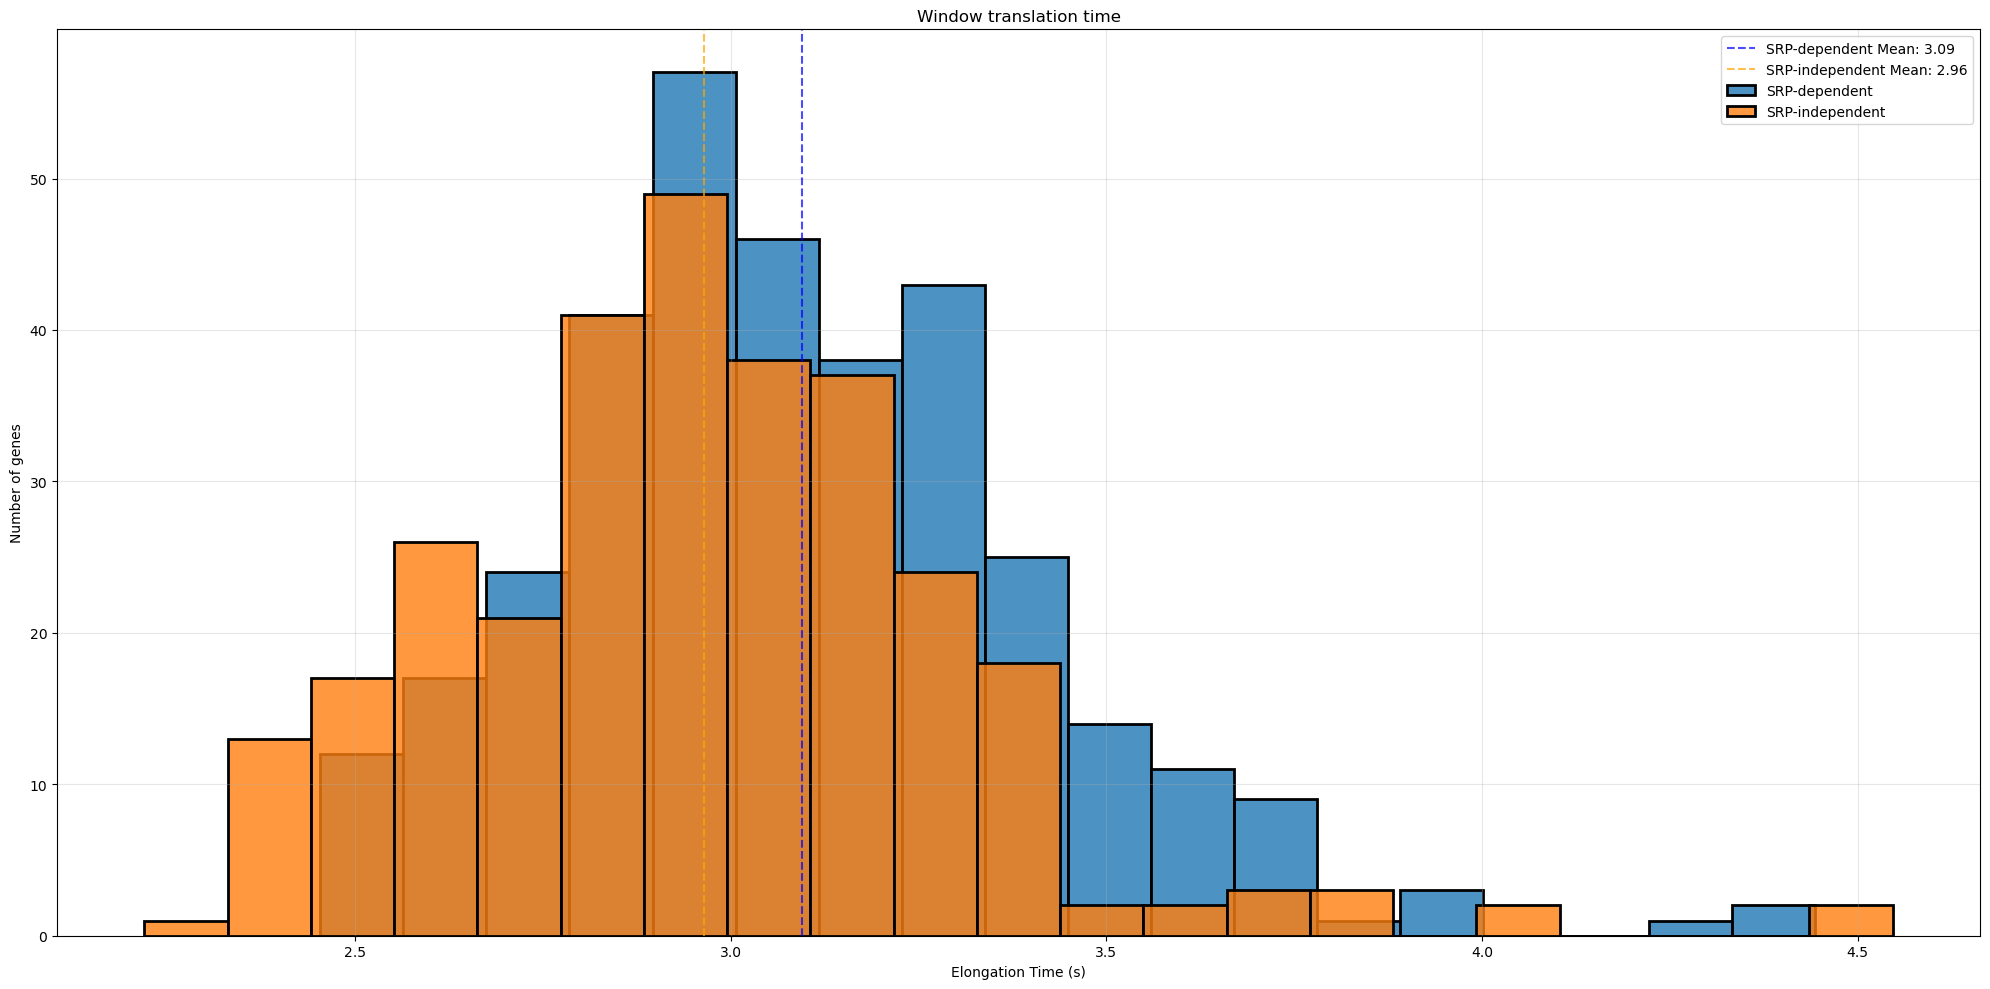 Window translation time
SRP-dependent Mean: 3.09
SRP-independent Mean: 2.96
SRP-dependent
SRP-independent
Number of genes
50
40
30
20
10
0
2.5
3.0
3.5
4.0
4.5
Elongation Time (s)